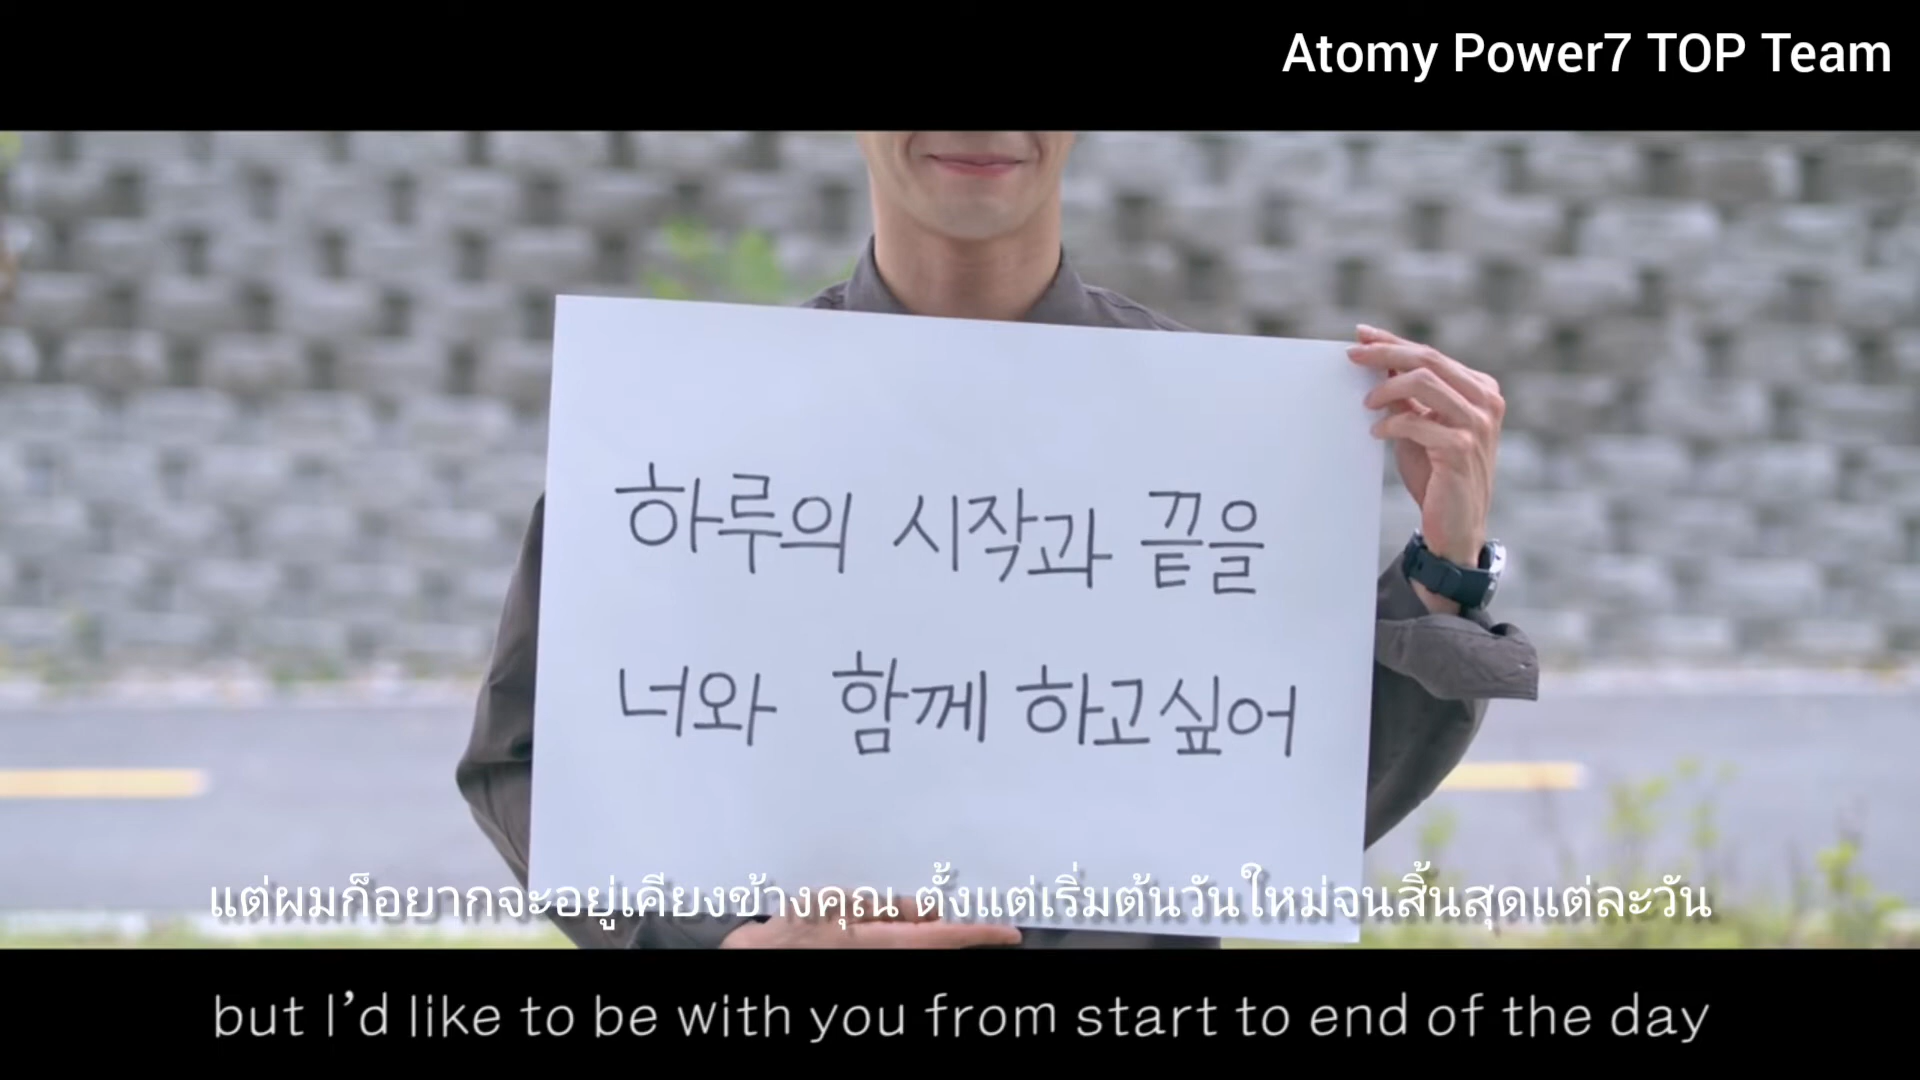 Atomy Power7 TOP Team
하루의 시작과 끝을
너와 함께 하고싶어
แต่ผมก็อยากจะอยู่เคียงข้างคุณ ตั้งแต่เริ่มต้นวันใหม่จนสิ้นสุดแต่ละวัน
but I'd like to be with you from start to end of the day